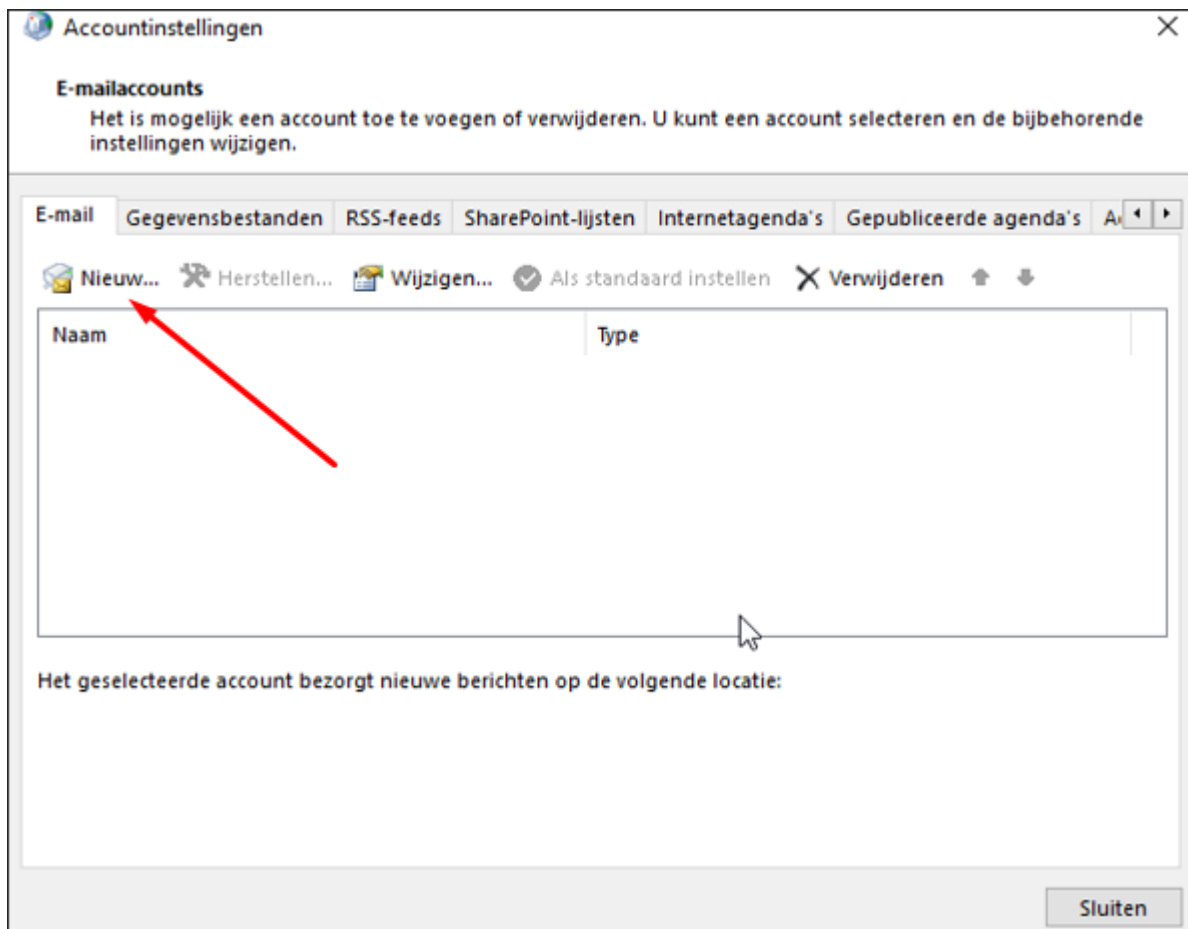 Accountinstellingen
E-mailaccounts
Het is mogelijk een account toe te voegen of verwijderen. U kunt een account selecteren en de bijbehorende
instellingen wijzigen.
E-mail Gegevensbestanden RSS-feeds SharePoint-lijsten Internetagenda's Gepubliceerde agenda's
Nieuw... Herstellen... Wijzigen... Als standaard instellen Verwijderen
Naam Type
Het geselecteerde account bezorgt nieuwe berichten op de volgende locatie:
Sluiten